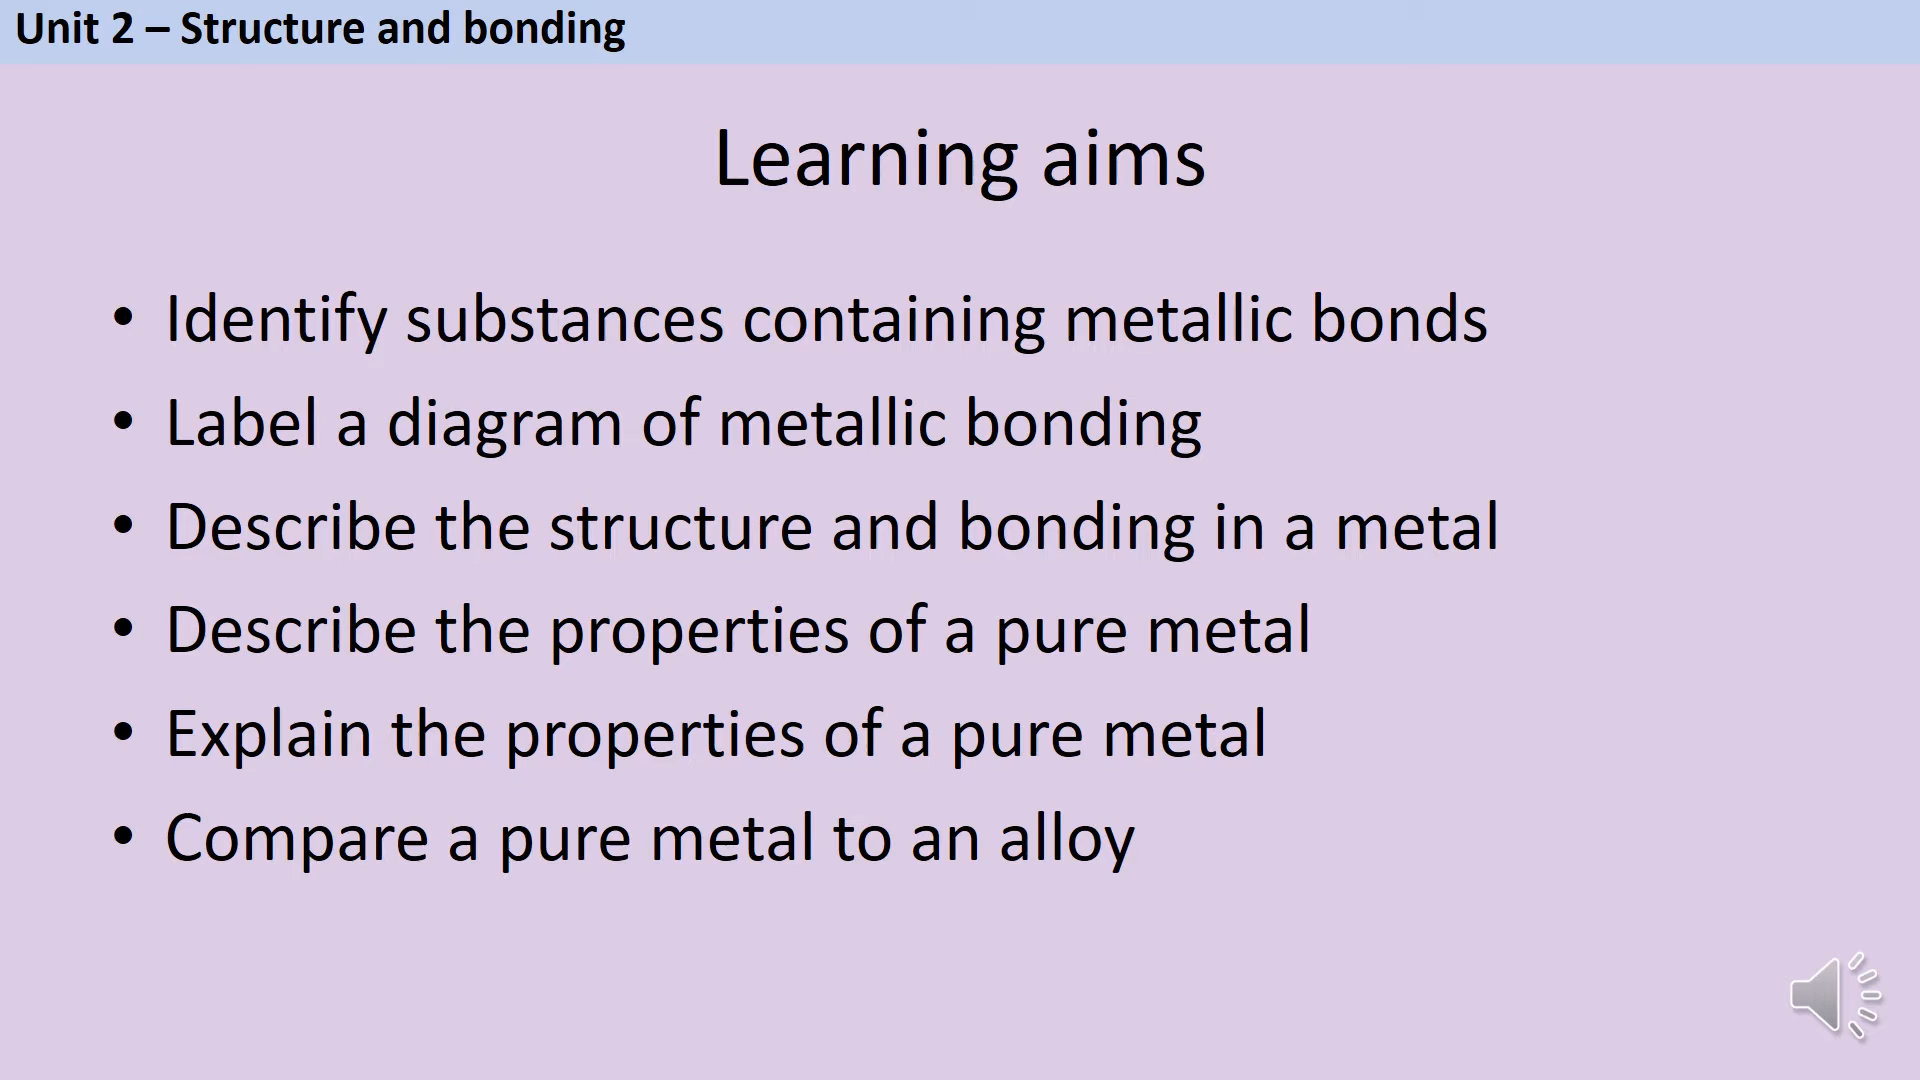 Unit 2 – Structure and bonding
Learning aims
• Identify substances containing metallic bonds
• Label a diagram of metallic bonding
• Describe the structure and bonding in a metal
• Describe the properties of a pure metal
• Explain the properties of a pure metal
• Compare a pure metal to an alloy